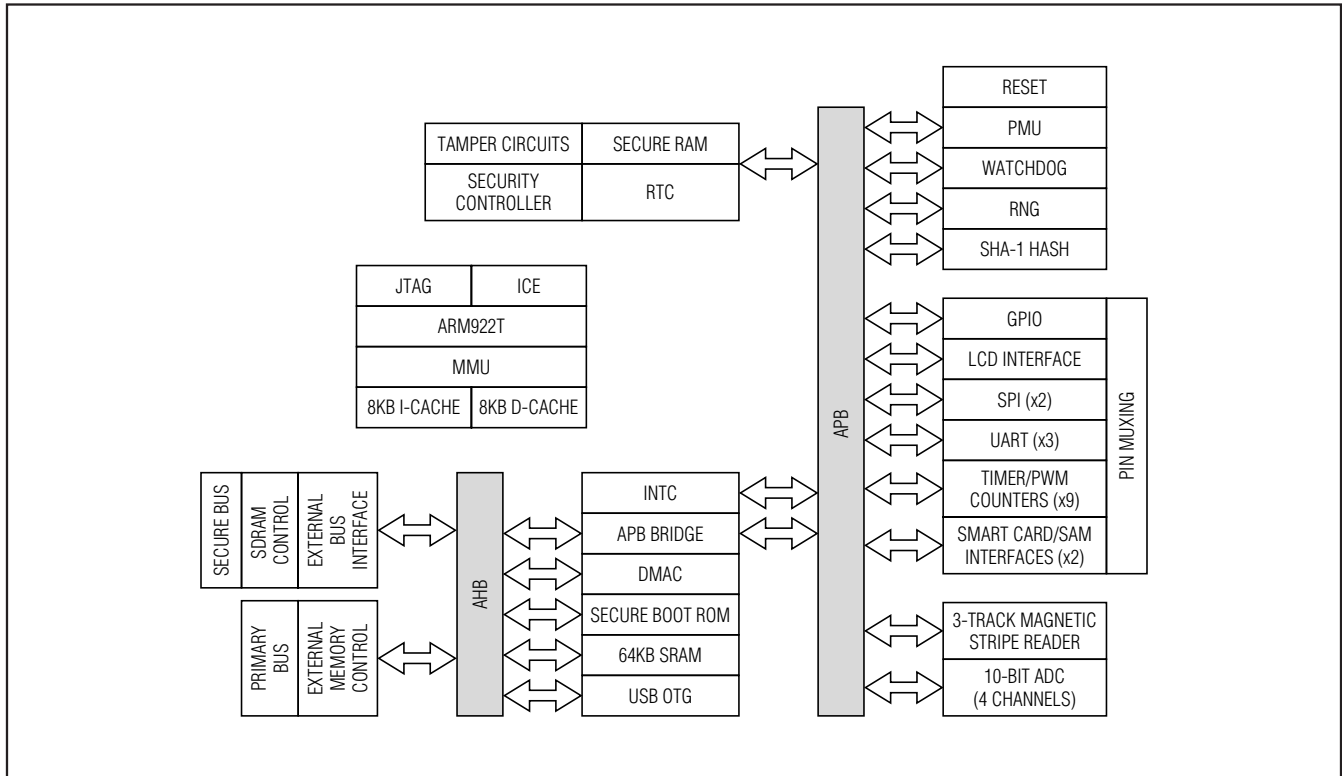 RESET
PMU
WATCHDOG
RNG
SHA-1 HASH
TAMPER CIRCUITS
SECURE RAM
SECURITY
CONTROLLER
RTC
JTAG
ICE
ARM922T
MMU
8KB I-CACHE
8KB D-CACHE
APB
GPIO
LCD INTERFACE
SPI (x2)
UART (x3)
TIMER/PWM
COUNTERS (x9)
SMART CARD/SAM
INTERFACES (x2)
PIN MUXING
SECURE BUS
SDRAM
CONTROL
EXTERNAL
BUS
INTERFACE
PRIMARY
BUS
EXTERNAL
MEMORY
CONTROL
AHB
INTC
APB BRIDGE
DMAC
SECURE BOOT ROM
64KB SRAM
USB OTG
3-TRACK MAGNETIC
STRIPE READER
10-BIT ADC
(4 CHANNELS)